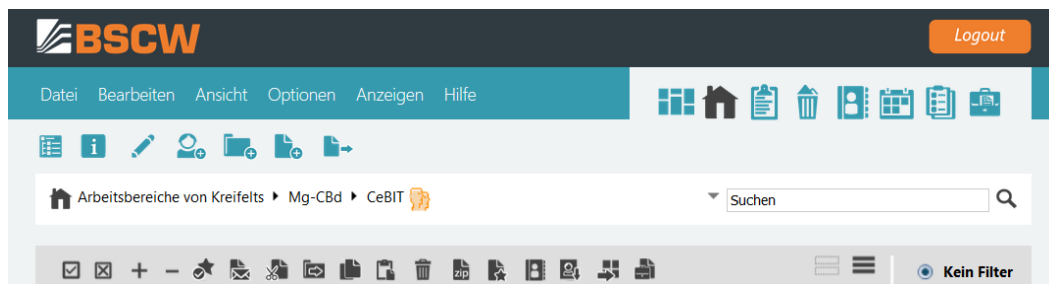 BSCW
Logout
Datei Bearbeiten Ansicht Optionen Anzeigen Hilfe
Arbeitsbereiche von Kreifelts Mg-CBd CeBIT
Suchen
zip
Kein Filter